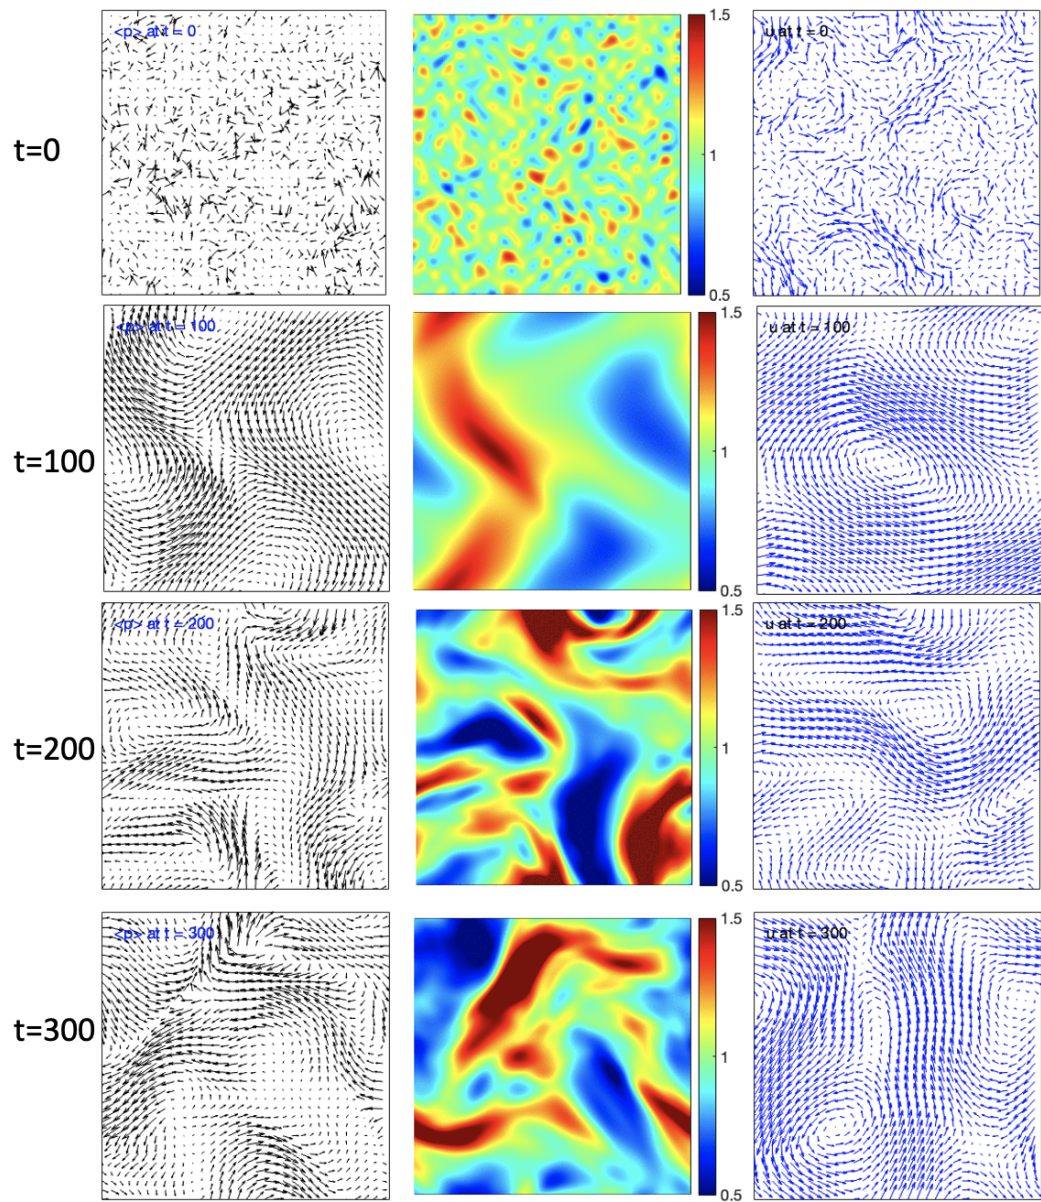 <p> at t = 0
1.5
1
0.5
u at t = 0
t=0
<p> at t = 100
1.5
1
0.5
u at t = 100
t=100
<p> at t = 200
1.5
1
0.5
u at t = 200
t=200
<p> at t = 300
1.5
1
0.5
u at t = 300
t=300